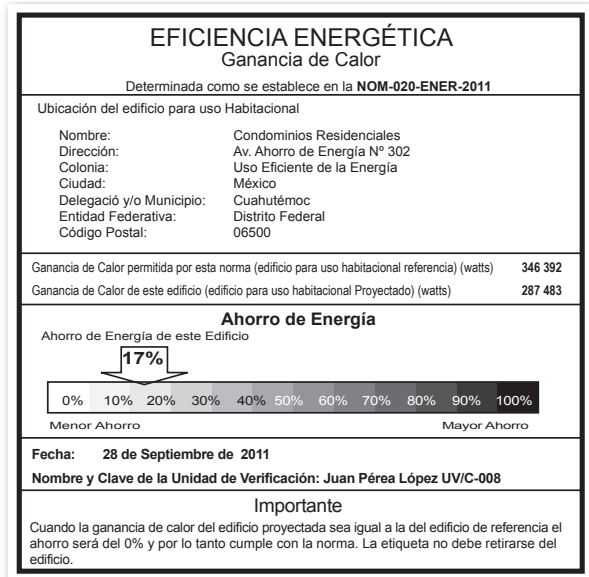 EFICIENCIA ENERGÉTICA
Ganancia de Calor
Determinada como se establece en la NOM-020-ENER-2011
Ubicación del edificio para uso Habitacional
Nombre: Condominios Residenciales
Dirección: Av. Ahorro de Energía Nº 302
Colonia: Uso Eficiente de la Energía
Ciudad: México
Delegació y/o Municipio: Cuahutémoc
Entidad Federativa: Distrito Federal
Código Postal: 06500
Ganancia de Calor permitida por esta norma (edificio para uso habitacional referencia) (watts) 346 392
Ganancia de Calor de este edificio (edificio para uso habitacional Proyectado) (watts) 287 483
Ahorro de Energía
Ahorro de Energía de este Edificio
17%
0% 10% 20% 30% 40% 50% 60% 70% 80% 90% 100%
Menor Ahorro Mayor Ahorro
Fecha: 28 de Septiembre de 2011
Nombre y Clave de la Unidad de Verificación: Juan Pérea López UV/C-008
Importante
Cuando la ganancia de calor del edificio proyectada sea igual a la del edificio de referencia el
ahorro será del 0% y por lo tanto cumple con la norma. La etiqueta no debe retirarse del
edificio.